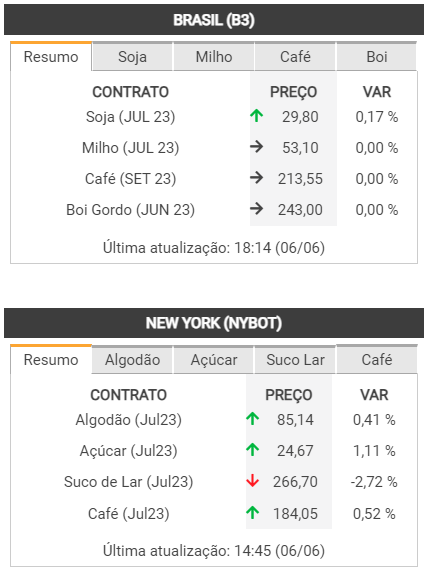 BRASIL (B3)
Resumo Soja Milho Café Boi
CONTRATO PREÇO VAR
Soja (JUL 23) 29,80 0,17 %
Milho (JUL 23) 53,10 0,00 %
Café (SET 23) 213,55 0,00 %
Boi Gordo (JUN 23) 243,00 0,00 %
Última atualização: 18:14 (06/06)
NEW YORK (NYBOT)
Resumo Algodão Açúcar Suco Lar Café
CONTRATO PREÇO VAR
Algodão (Jul23) 85,14 0,41 %
Açúcar (Jul23) 24,67 1,11 %
Suco de Lar (Jul23) 266,70 -2,72 %
Café (Jul23) 184,05 0,52 %
Última atualização: 14:45 (06/06)